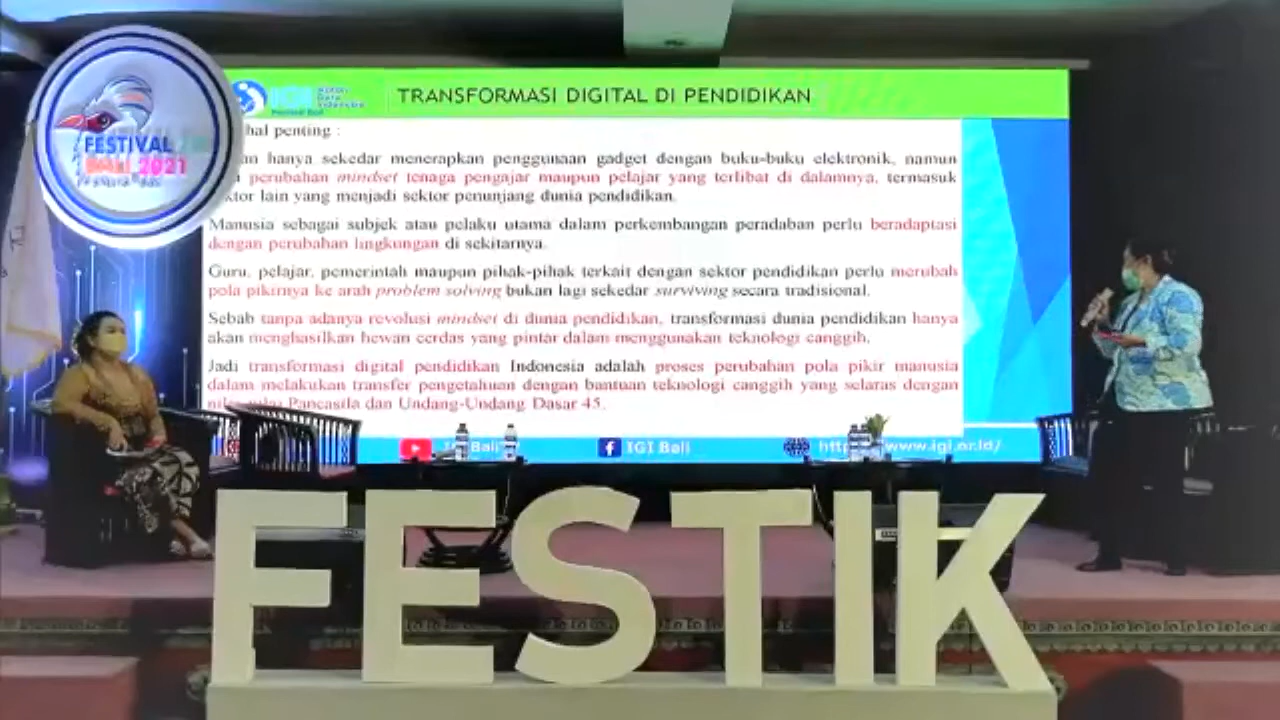 FESTIVAL
BALI 2021
IGI
Ikatan
Guru
Indonesia
TRANSFORMASI DIGITAL DI PENDIDIKAN
hal penting :
hanya sekedar menerapkan penggunaan gadget dengan buku-buku elektronik, namun
perubahan mindset tenaga pengajar maupun pelajar yang terlibat di dalamnya, termasuk
lain yang menjadi sektor penunjang dunia pendidikan.
Manusia sebagai subjek atau pelaku utama dalam perkembangan peradaban perlu beradaptasi
dengan perubahan lingkungan di sekitarnya.
Guru, pelajar, pemerintah maupun pihak-pihak terkait dengan sektor pendidikan perlu merubah
pola pikirnya ke arah problem solving bukan lagi sekedar surviving secara tradisional.
Sebab tanpa adanya revolusi mindset di dunia pendidikan, transformasi dunia pendidikan hanya
akan menghasilkan hewan cerdas yang pintar dalam menggunakan teknologi canggih.
Jadi transformasi digital pendidikan Indonesia adalah proses perubahan pola pikir manusia
dalam melakukan transfer pengetahuan dengan bantuan teknologi canggih yang selaras dengan
Pancasila dan Undang-Undang Dasar 45.
IGI Bali
IGI Bali
www.igi.or.id/
FESTIK